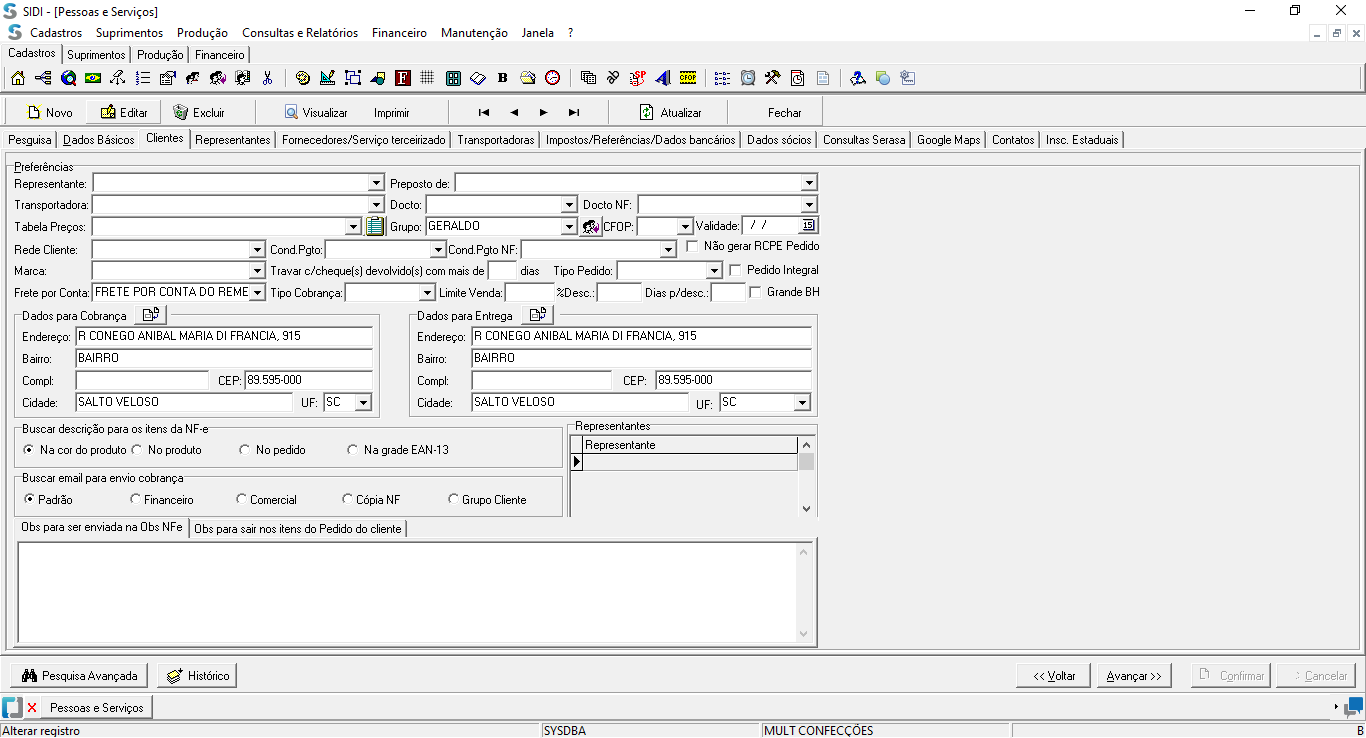 SIDI - [Pessoas e Serviços]
Cadastros Suprimentos Produção Consultas e Relatórios Financeiro Manutenção Janela ?
Cadastros Suprimentos Produção Financeiro
Novo Editar Excluir Visualizar Imprimir Atualizar Fechar
Pesquisa Dados Básicos Clientes Representantes Fornecedores/Serviço terceirizado Transportadoras Impostos/Referências/Dados bancários Dados sócios Consultas Serasa Google Maps Contatos Insc. Estaduais
Preferências
Representante: Preposto de:
Transportadora: Docto: Docto NF:
Tabela Preços: Grupo: GERALDO CFOP: Validade: / / 15
Rede Cliente: Cond.Pgto: Cond.Pgto NF: Não gerar RCPE Pedido
Marca: Travar c/cheque(s) devolvido(s) com mais de dias Tipo Pedido: Pedido Integral
Frete por Conta: FRETE POR CONTA DO REME Tipo Cobrança: Limite Venda: %Desc.: Dias p/desc.: Grande BH
Dados para Cobrança Dados para Entrega
Endereço: R CONEGO ANIBAL MARIA DI FRANCIA, 915 Endereço: R CONEGO ANIBAL MARIA DI FRANCIA, 915
Bairro: BAIRRO Bairro: BAIRRO
Compl: CEP: 89.595-000 Compl: CEP: 89.595-000
Cidade: SALTO VELOSO UF: SC Cidade: SALTO VELOSO UF: SC
Buscar descrição para os itens da NF-e Representantes
Na cor do produto No produto No pedido Na grade EAN-13 Representante
Buscar email para envio cobrança
Padrão Financeiro Comercial Cópia NF Grupo Cliente
Obs para ser enviada na Obs NFe Obs para sair nos itens do Pedido do cliente
Pesquisa Avançada Histórico << Voltar Avançar >> Confirmar Cancelar
Pessoas e Serviços
Alterar registro SYSDBA MULT CONFECÇÕES B